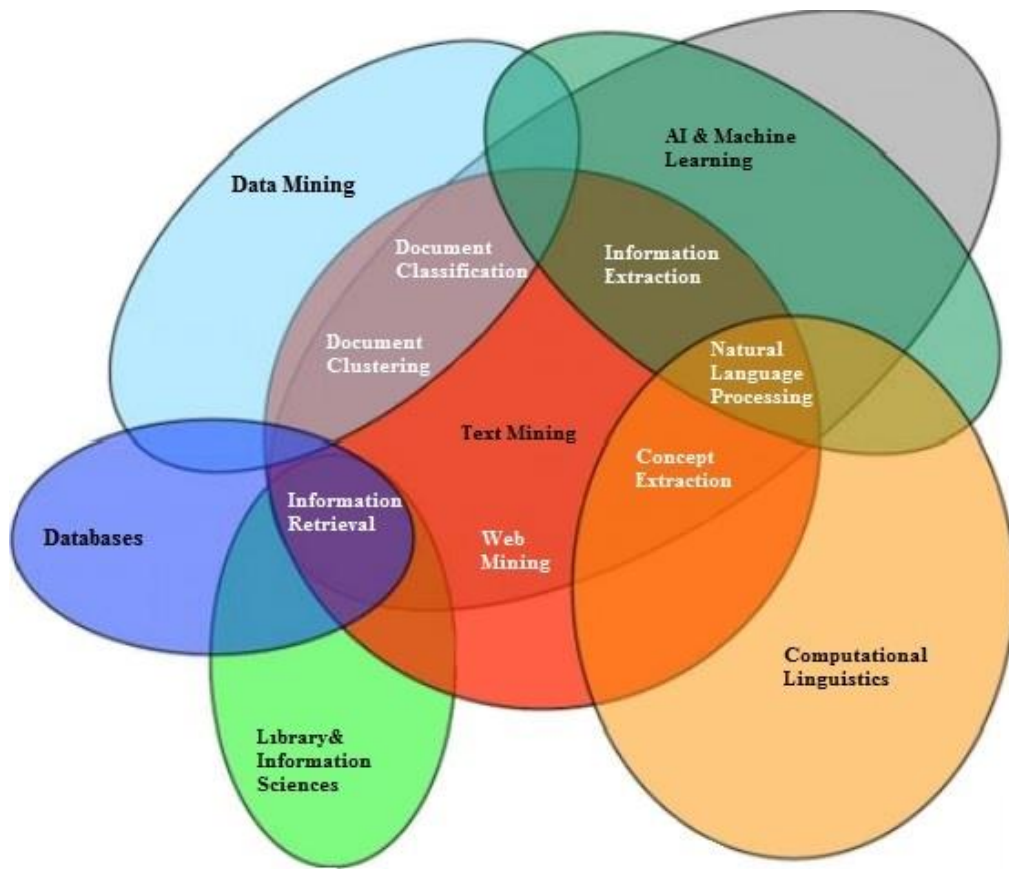 AI & Machine
Learning
Data Mining
Document
Classification
Information
Extraction
Document
Clustering
Natural
Language
Processing
Text Mining
Concept
Extraction
Information
Retrieval
Databases
Web
Mining
Computational
Linguistics
Library&
Information
Sciences